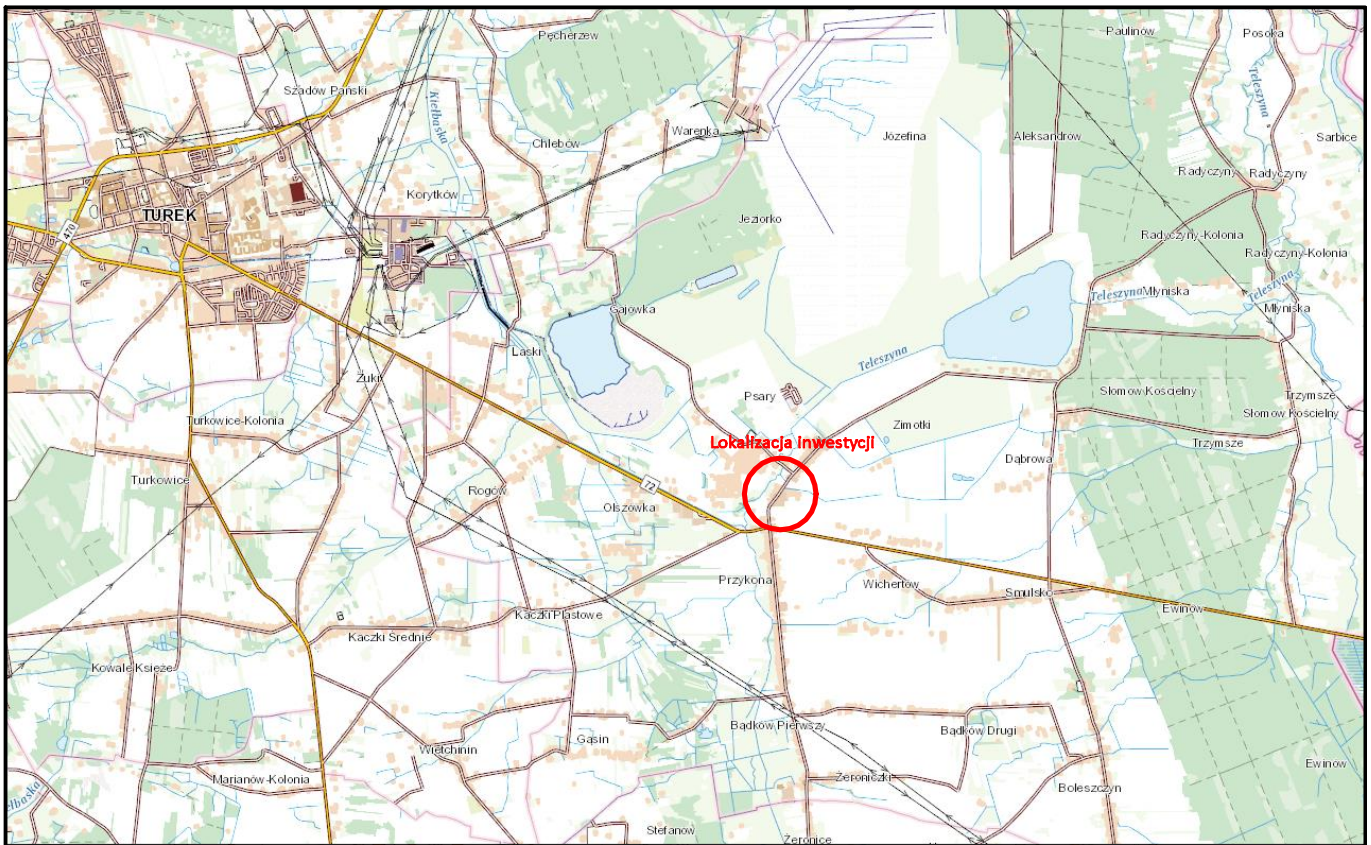 Pęcherzew
Paulinów
Posoka
Szadów Pański
Kiełbaska
Teleszyna
Warenka
Józefina
Aleksandrów
Sarbice
Chlebów
Radyczyny
Radyczyny
Korytków
TUREK
Jeziorko
470
Radyczyny-Kolonia
Radyczyny-Kolonia
Teleszyna
Młyniska
Teleszyna
Młyniska
Gajówka
Laski
Teleszyna
Żuki
Psary
Słomów Kościelny
Trzymsze
Słomów Kościelny
Turkowice-Kolonia
Zimotki
Lokalizacja inwestycji
Trzymsze
Dąbrowa
Turkowice
Rogów
72
Olszówka
Przykona
Wichertów
Smulsko
Ewinów
Kaczki Plastowe
Kaczki Średnie
Kowale Księże
Bądków Pierwszy
Bądków Drugi
Gąsin
Wietchinin
Ewinów
Marianów-Kolonia
Żeroniczki
Boleszczyn
Stefanów
Żeronice